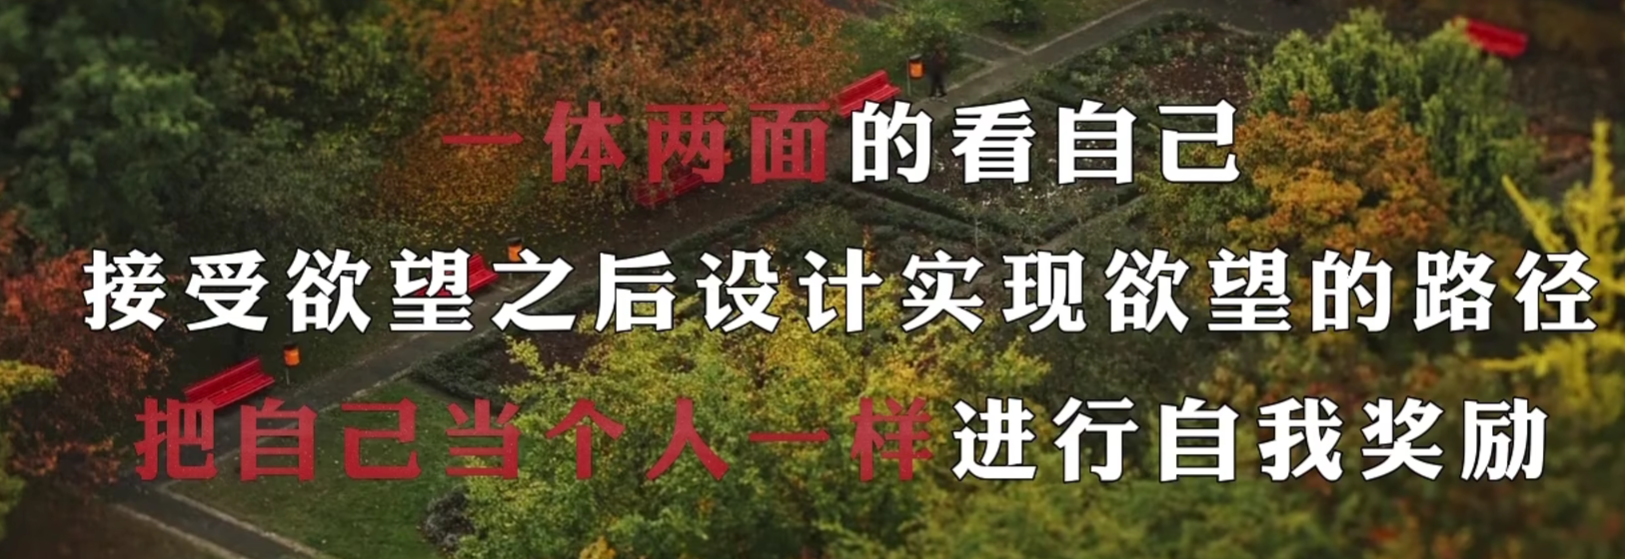 一体两面的看自己
接受欲望之后设计实现欲望的路径
把自己当个人一样进行自我奖励